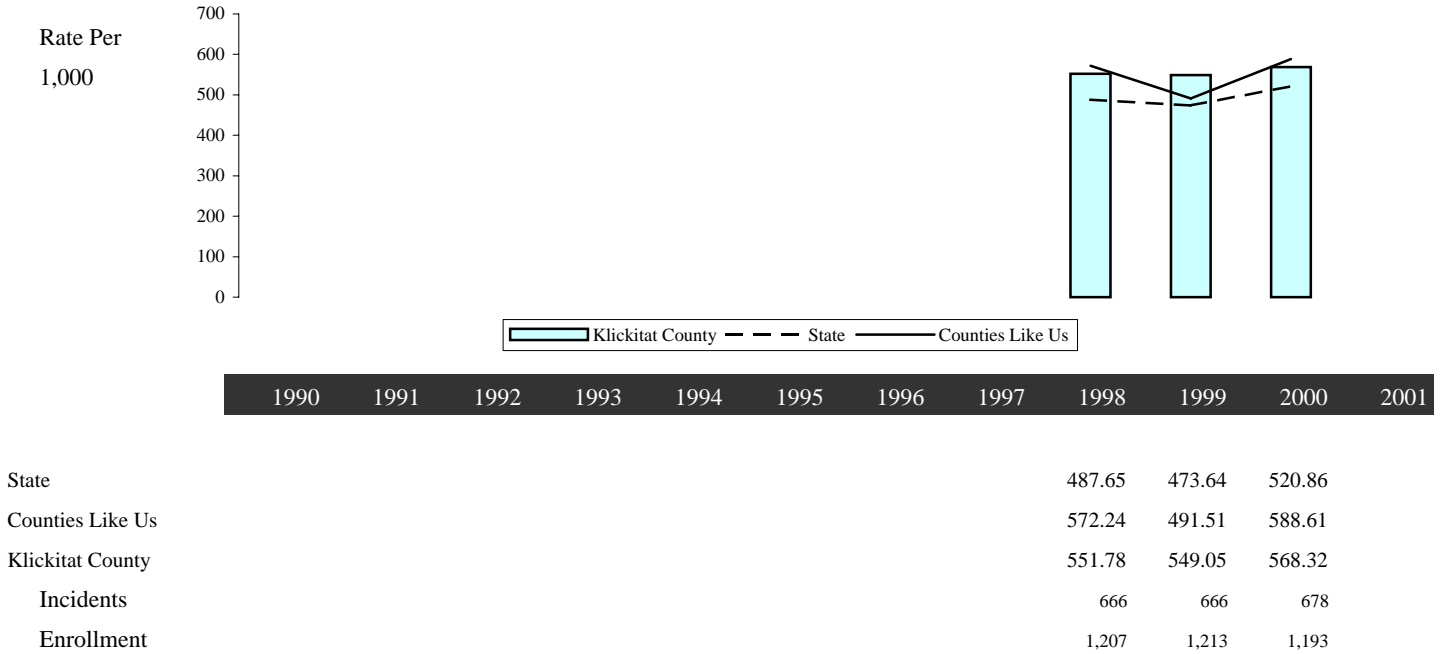 Rate Per
1,000
700
600
500
400
300
200
100
0
Klickitat County State Counties Like Us
1990 1991 1992 1993 1994 1995 1996 1997 1998 1999 2000 2001
State 487.65 473.64 520.86
Counties Like Us 572.24 491.51 588.61
Klickitat County 551.78 549.05 568.32
Incidents 666 666 678
Enrollment 1,207 1,213 1,193